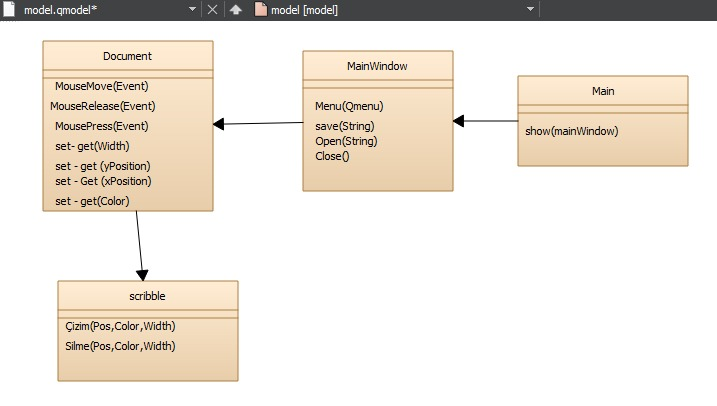 model.qmodel*
model [model]
Document
MouseMove(Event)
MouseRelease(Event)
MousePress(Event)
set- get(Width)
set - get (yPosition)
set - Get (xPosition)
set - get(Color)
MainWindow
Menu(Qmenu)
save(String)
Open(String)
Close()
Main
show(mainWindow)
scribble
Çizim(Pos,Color,Width)
Silme(Pos,Color,Width)